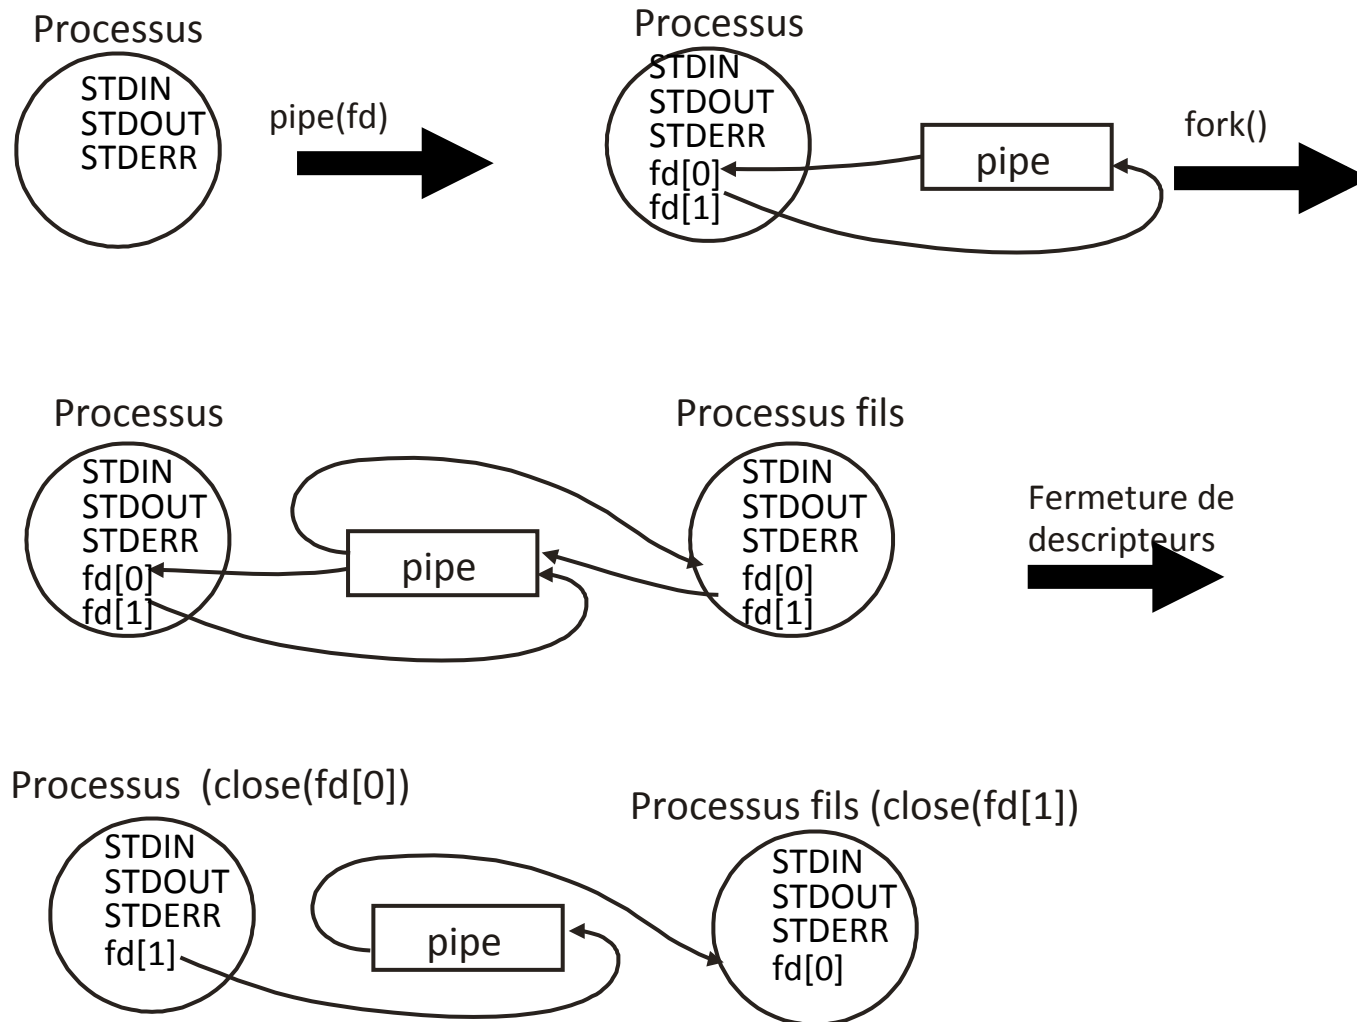 Processus
STDIN
STDOUT
STDERR
pipe(fd)
Processus
STDIN
STDOUT
STDERR
fd[0]
fd[1]
pipe
fork()
Processus
STDIN
STDOUT
STDERR
fd[0]
fd[1]
pipe
Processus fils
STDIN
STDOUT
STDERR
fd[0]
fd[1]
Fermeture de
descripteurs
Processus (close(fd[0])
STDIN
STDOUT
STDERR
fd[1]
pipe
Processus fils (close(fd[1])
STDIN
STDOUT
STDERR
fd[0]